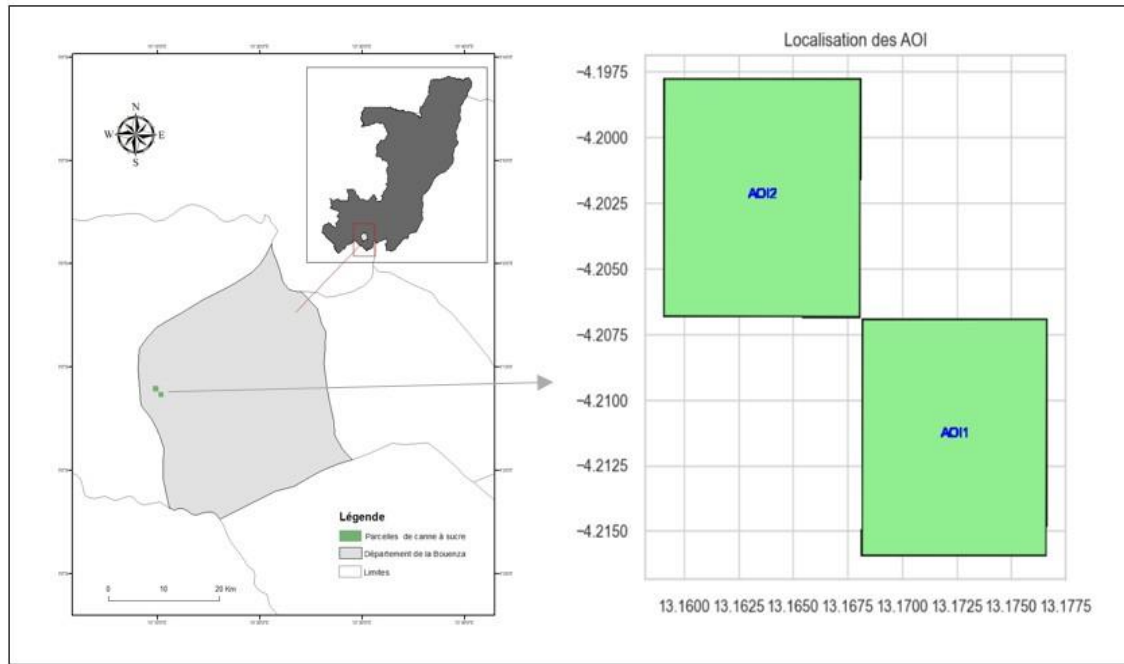 Localisation des AOI
N
W E
S
−4.1975
−4.2000
−4.2025
−4.2050
−4.2075
−4.2100
−4.2125
−4.2150
AOI2
AOI1
13.1600 13.1625 13.1650 13.1675 13.1700 13.1725 13.1750 13.1775
Légende
Parcelles de canne à sucre
Département de la Bouenza
Limites
0 10 20 Km